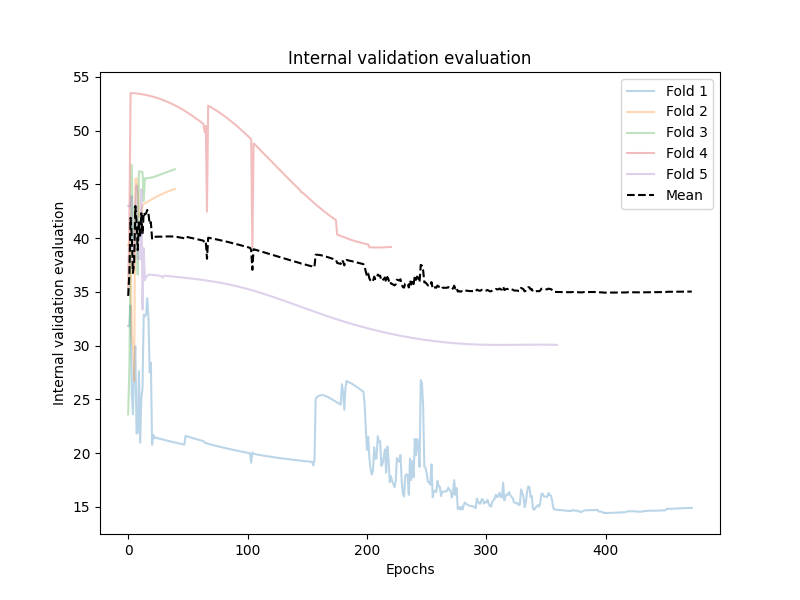 Internal validation evaluation
Internal validation evaluation
55
50
45
40
35
30
25
20
15
0
100
200
300
400
Epochs
Fold 1
Fold 2
Fold 3
Fold 4
Fold 5
Mean